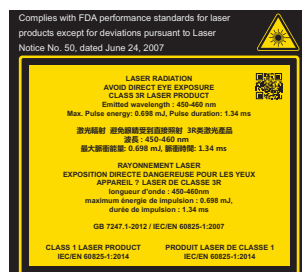 Complies with FDA performance standards for laser
products except for deviations pursuant to Laser
Notice No. 50, dated June 24, 2007
LASER RADIATION
AVOID DIRECT EYE EXPOSURE
CLASS 3R LASER PRODUCT
Emitted wavelength : 450-460 nm
Max. Pulse energy: 0.698 mJ, Pulse duration: 1.34 ms
激光輻射 避免眼睛受到直接照射 3R类激光產品
波長 : 450-460 nm
最大脈衝能量: 0.698 mJ, 脈衝時間: 1.34 ms
RAYONNEMENT LASER
EXPOSITION DIRECTE DANGEREUSE POUR LES YEUX
APPAREIL ? LASER DE CLASSE 3R
longueur d'onde : 450-460nm
maximum énergie de impulsion : 0.698 mJ,
durée de impulsion : 1.34 ms
GB 7247.1-2012 / IEC/EN 60825-1:2007
CLASS 1 LASER PRODUCT PRODUIT LASER DE CLASSE 1
IEC/EN 60825-1:2014 IEC/EN 60825-1:2014